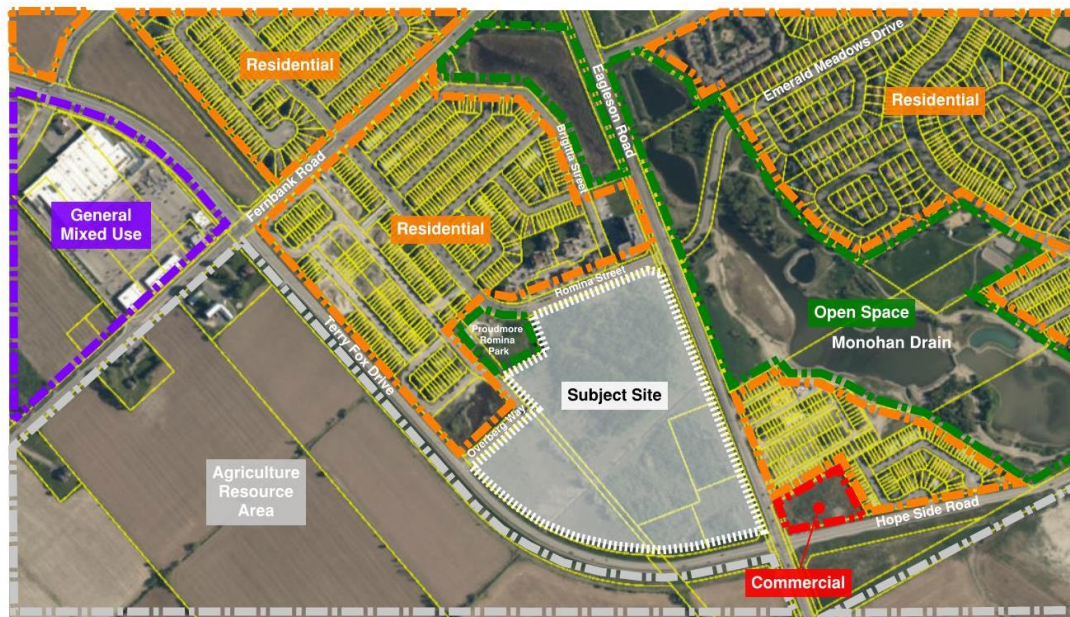 Residential
Eagleson Road
Emerald Meadows Drive
Residential
Brigitta Street
Fernbank Road
General
Mixed Use
Residential
Romina Street
Open Space
Monohan Drain
Proudmore
Romina
Park
Terry Fox Drive
Subject Site
Overberg Way
Agriculture
Resource
Area
Hope Side Road
Commercial